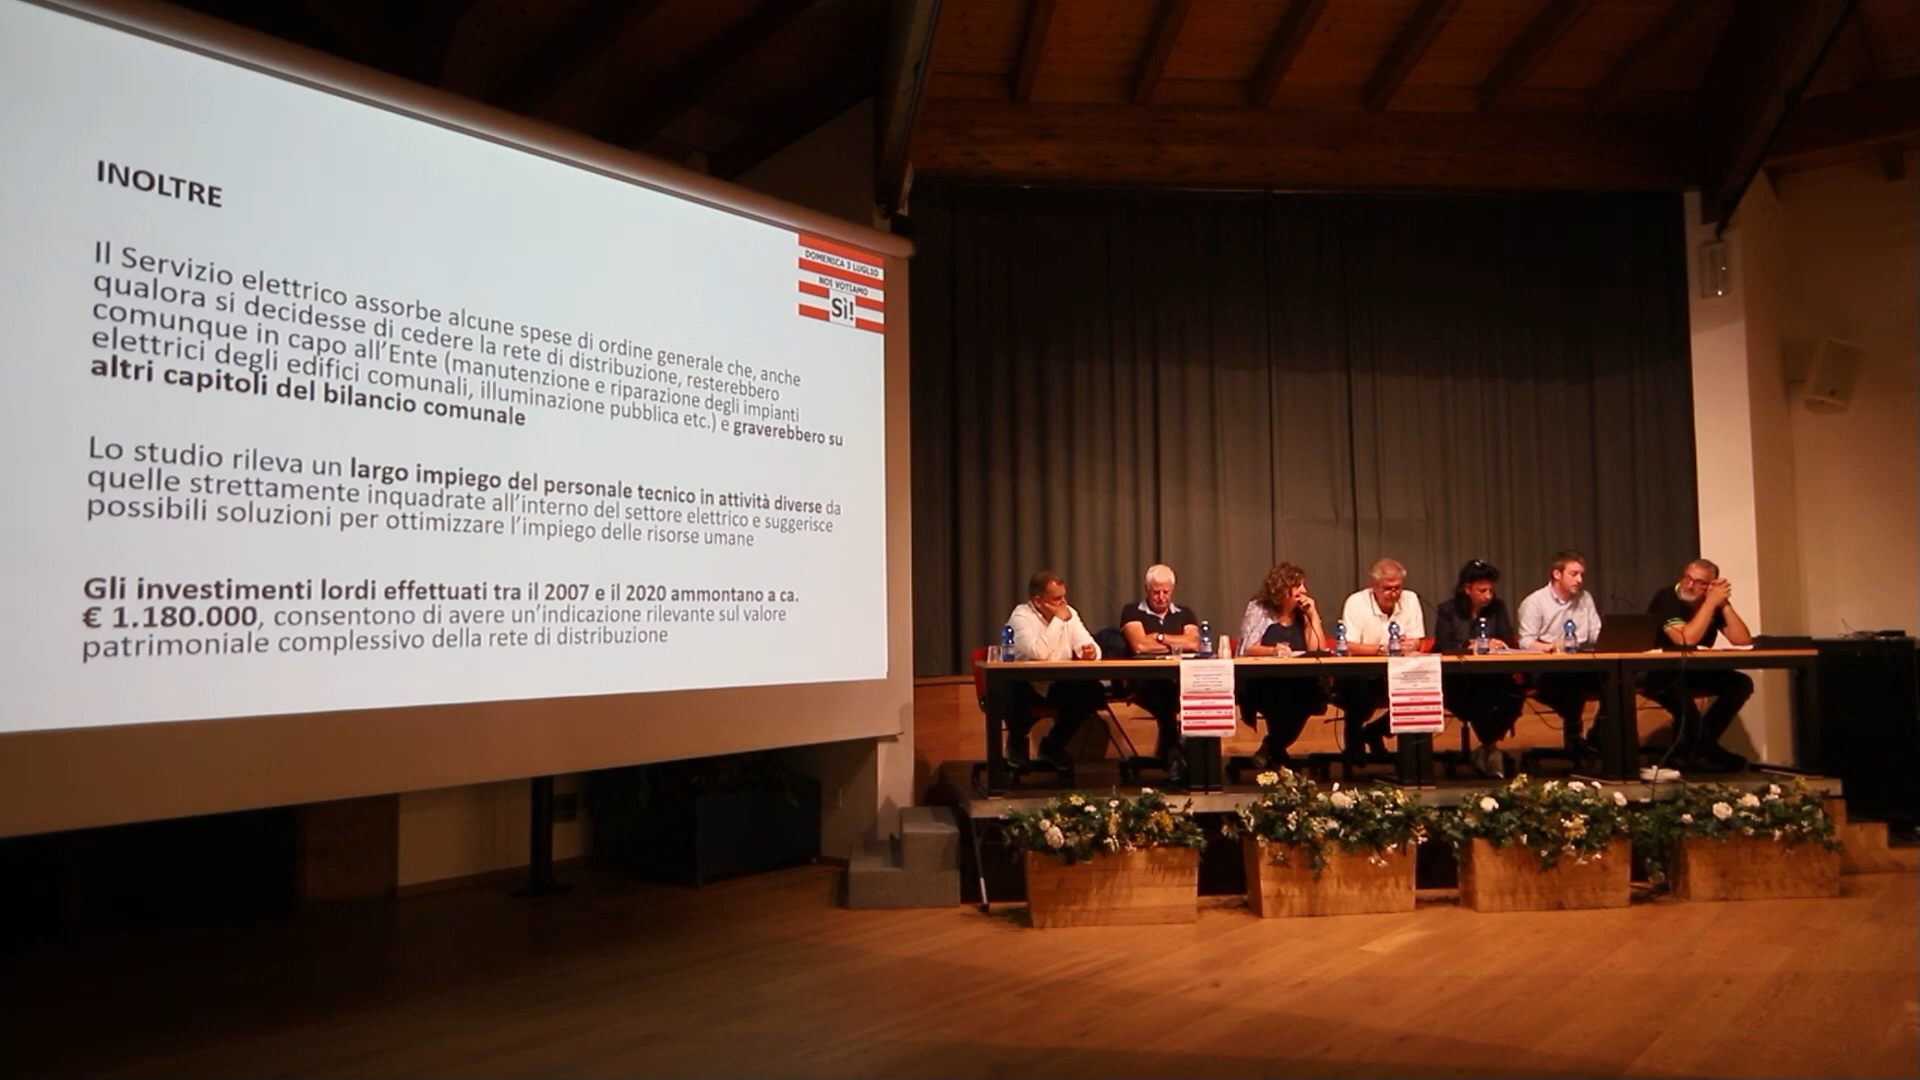 INOLTRE
DOMENICA 3 LUGLIO
NOI VOTIAMO
SÌ!
Il Servizio elettrico assorbe alcune spese di ordine generale che, anche
qualora si decidesse di cedere la rete di distribuzione, resterebbero
comunque in capo all'Ente (manutenzione e riparazione degli impianti
elettrici degli edifici comunali, illuminazione pubblica etc.) e graverebbero su
altri capitoli del bilancio comunale
Lo studio rileva un largo impiego del personale tecnico in attività diverse da
quelle strettamente inquadrate all'interno del settore elettrico e suggerisce
possibili soluzioni per ottimizzare l'impiego delle risorse umane
Gli investimenti lordi effettuati tra il 2007 e il 2020 ammontano a ca.
€ 1.180.000, consentono di avere un'indicazione rilevante sul valore
patrimoniale complessivo della rete di distribuzione